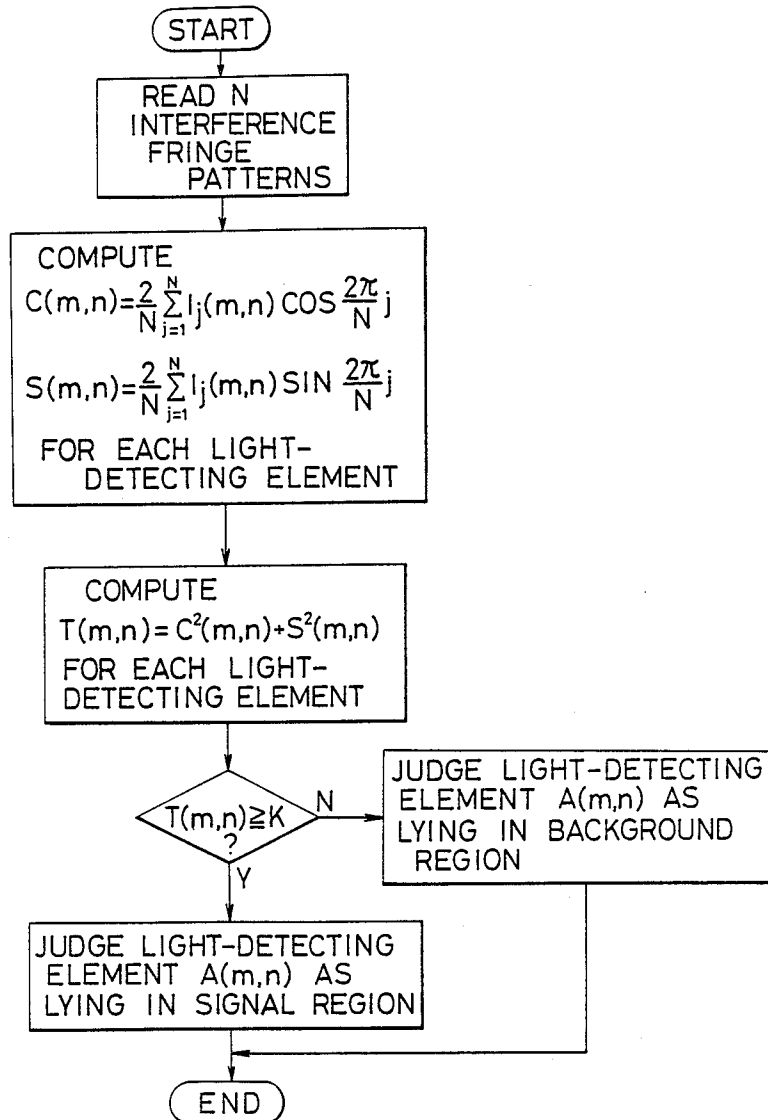 START
READ N
INTERFERENCE
FRINGE
PATTERNS
COMPUTE
C(m,n)=2/N Σ_{j=1}^{N} I_j(m,n) COS 2π/N j
S(m,n)=2/N Σ_{j=1}^{N} I_j(m,n) SIN 2π/N j
FOR EACH LIGHT-
DETECTING ELEMENT
COMPUTE
T(m,n)=C²(m,n)+S²(m,n)
FOR EACH LIGHT-
DETECTING ELEMENT
T(m,n)≧K
?
N
JUDGE LIGHT-DETECTING
ELEMENT A(m,n) AS
LYING IN BACKGROUND
REGION
Y
JUDGE LIGHT-DETECTING
ELEMENT A(m,n) AS
LYING IN SIGNAL REGION
END